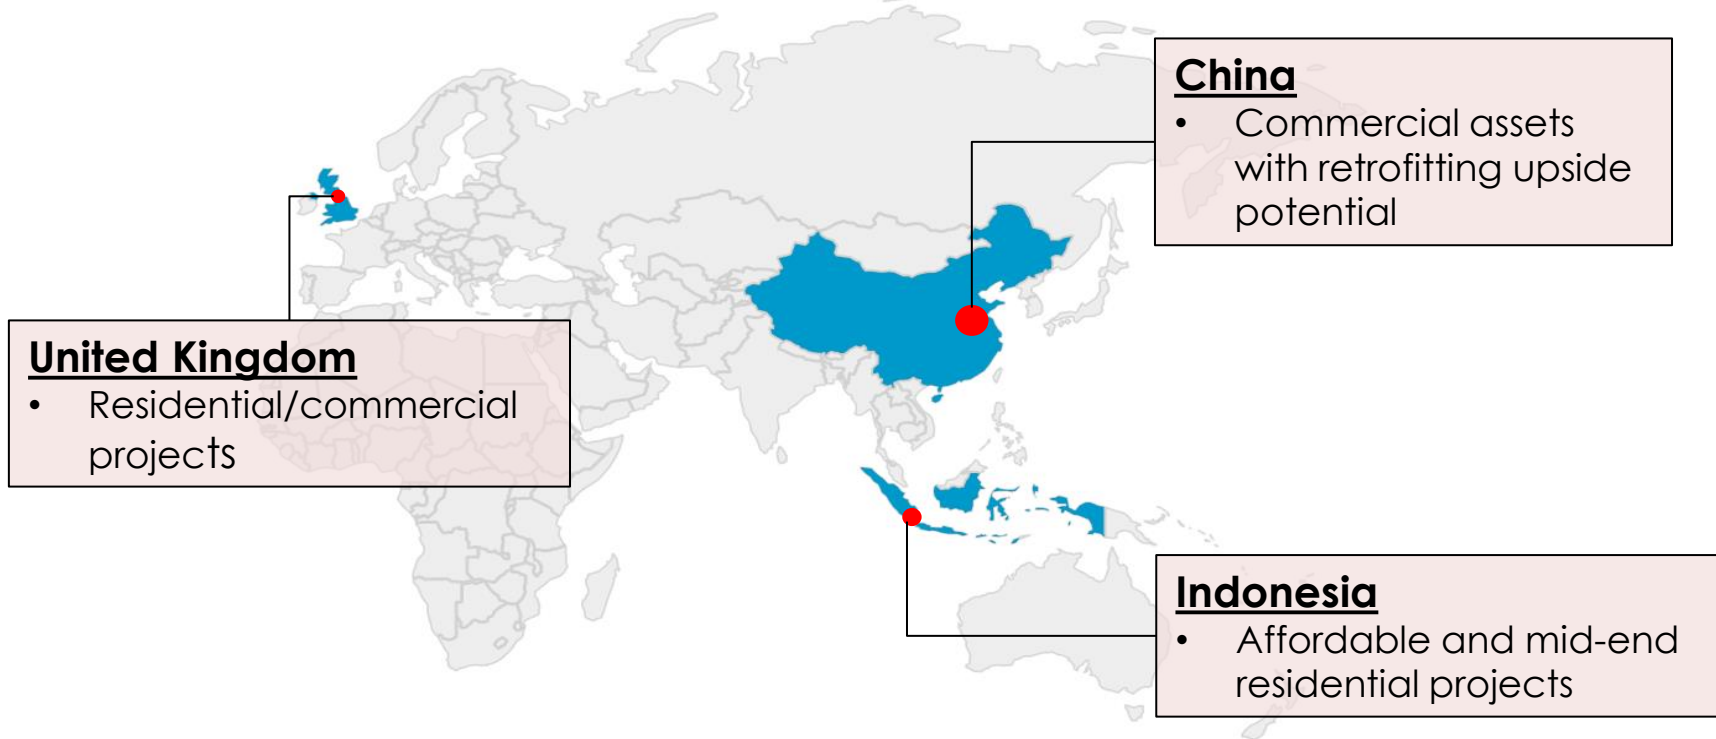 China
• Commercial assets
with retrofitting upside
potential
United Kingdom
• Residential/commercial
projects
Indonesia
• Affordable and mid-end
residential projects